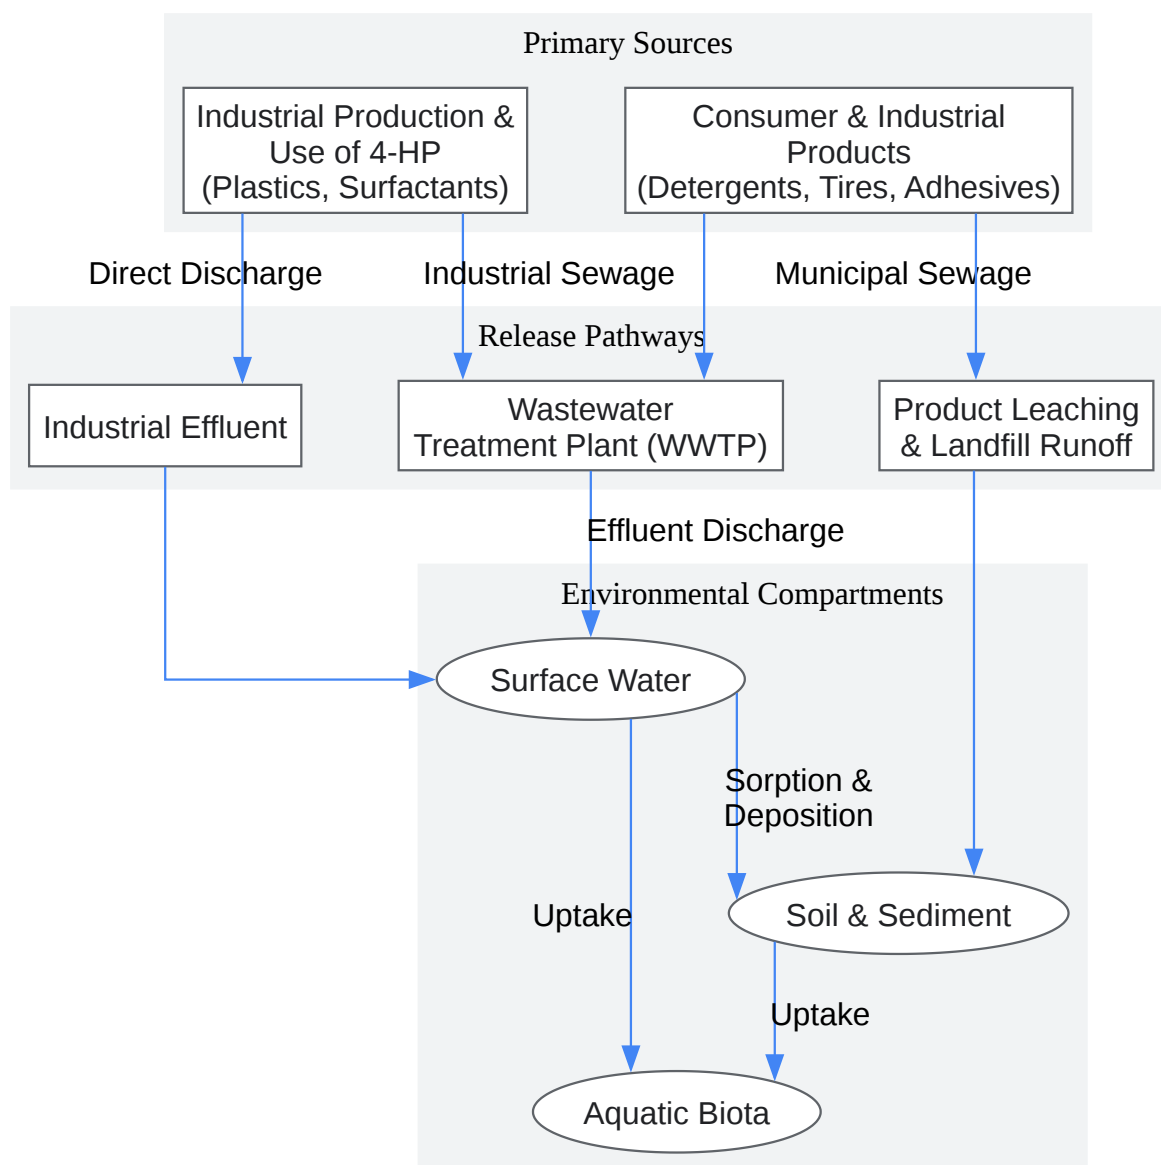 Primary Sources
Industrial Production &
Use of 4-HP
(Plastics, Surfactants)
Consumer & Industrial
Products
(Detergents, Tires, Adhesives)
Direct Discharge
Industrial Sewage
Municipal Sewage
Release Pathways
Industrial Effluent
Wastewater
Treatment Plant (WWTP)
Product Leaching
& Landfill Runoff
Effluent Discharge
Environmental Compartments
Surface Water
Sorption &
Deposition
Uptake
Soil & Sediment
Uptake
Aquatic Biota